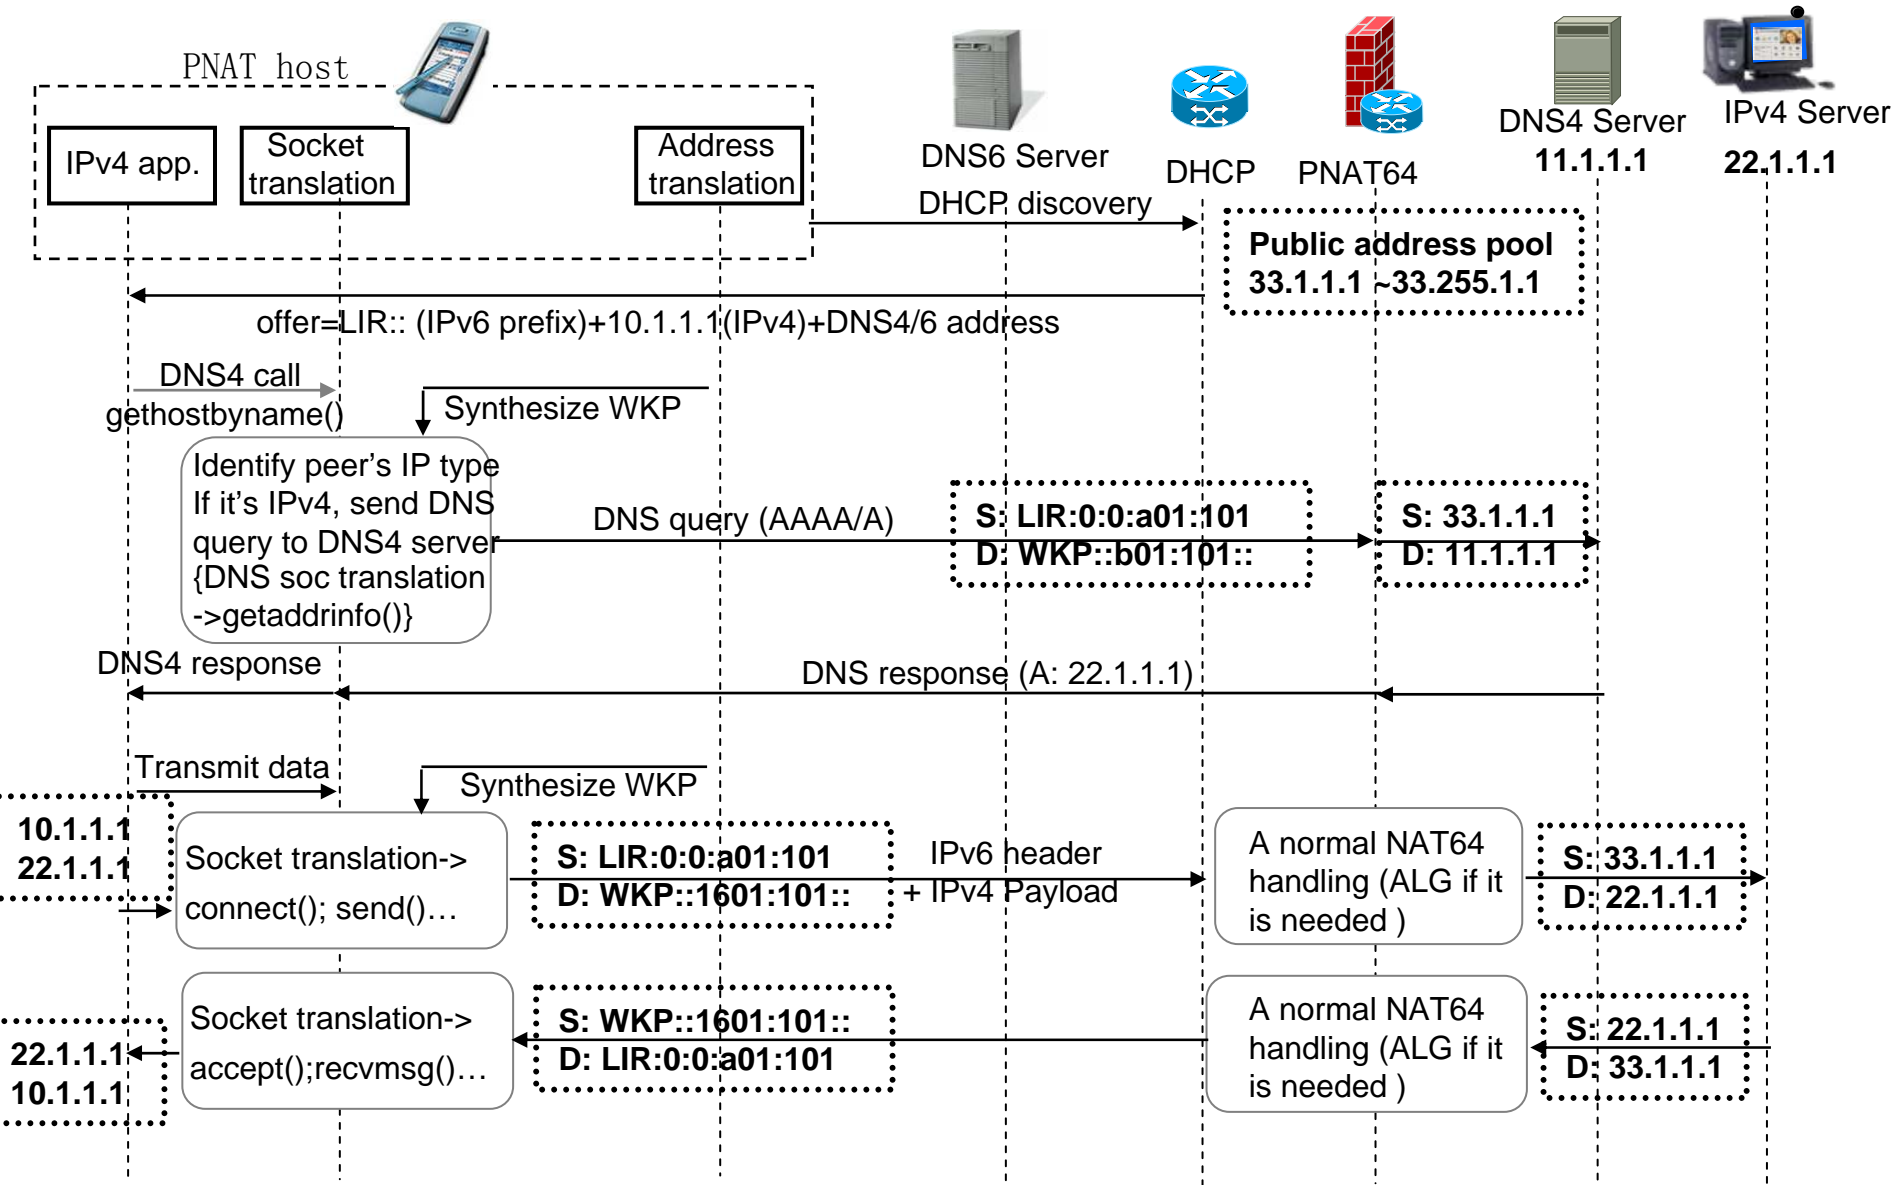 PNAT host
IPv4 app.
Socket
translation
Address
translation
DNS6 Server
DHCP
PNAT64
DNS4 Server
11.1.1.1
IPv4 Server
22.1.1.1
DHCP discovery
Public address pool
33.1.1.1 ~33.255.1.1
offer=LIR:: (IPv6 prefix)+10.1.1.1(IPv4)+DNS4/6 address
DNS4 call
gethostbyname()
Synthesize WKP
Identify peer's IP type
If it's IPv4, send DNS
query to DNS4 server
{DNS soc translation
->getaddrinfo()}
DNS query (AAAA/A)
S: LIR:0:0:a01:101
D: WKP::b01:101::
S: 33.1.1.1
D: 11.1.1.1
DNS4 response
DNS response (A: 22.1.1.1)
Transmit data
Synthesize WKP
10.1.1.1
22.1.1.1
Socket translation->
connect(); send()…
S: LIR:0:0:a01:101
D: WKP::1601:101::
IPv6 header
+ IPv4 Payload
A normal NAT64
handling (ALG if it
is needed )
S: 33.1.1.1
D: 22.1.1.1
22.1.1.1
10.1.1.1
Socket translation->
accept();recvmsg()…
S: WKP::1601:101::
D: LIR:0:0:a01:101
A normal NAT64
handling (ALG if it
is needed )
S: 22.1.1.1
D: 33.1.1.1